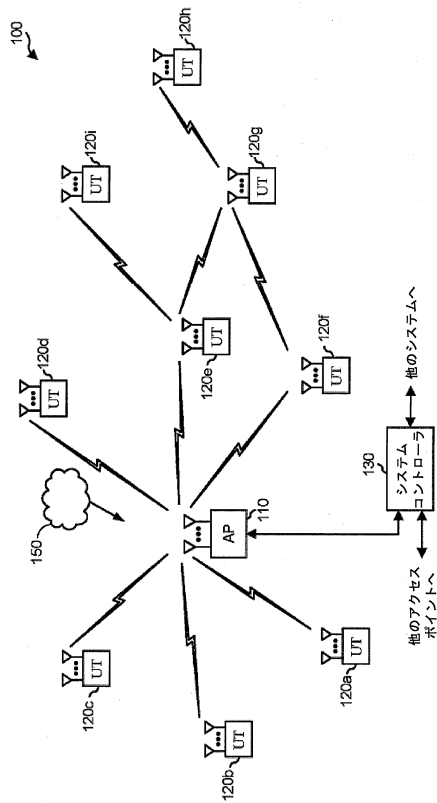 100
120h
UT
120i
UT
120g
UT
120d
UT
120e
UT
120f
UT
150
AP
110
130
システム
コントローラ
他のシステムへ
他のアクセス
ポイントへ
120c
UT
120b
UT
120a
UT